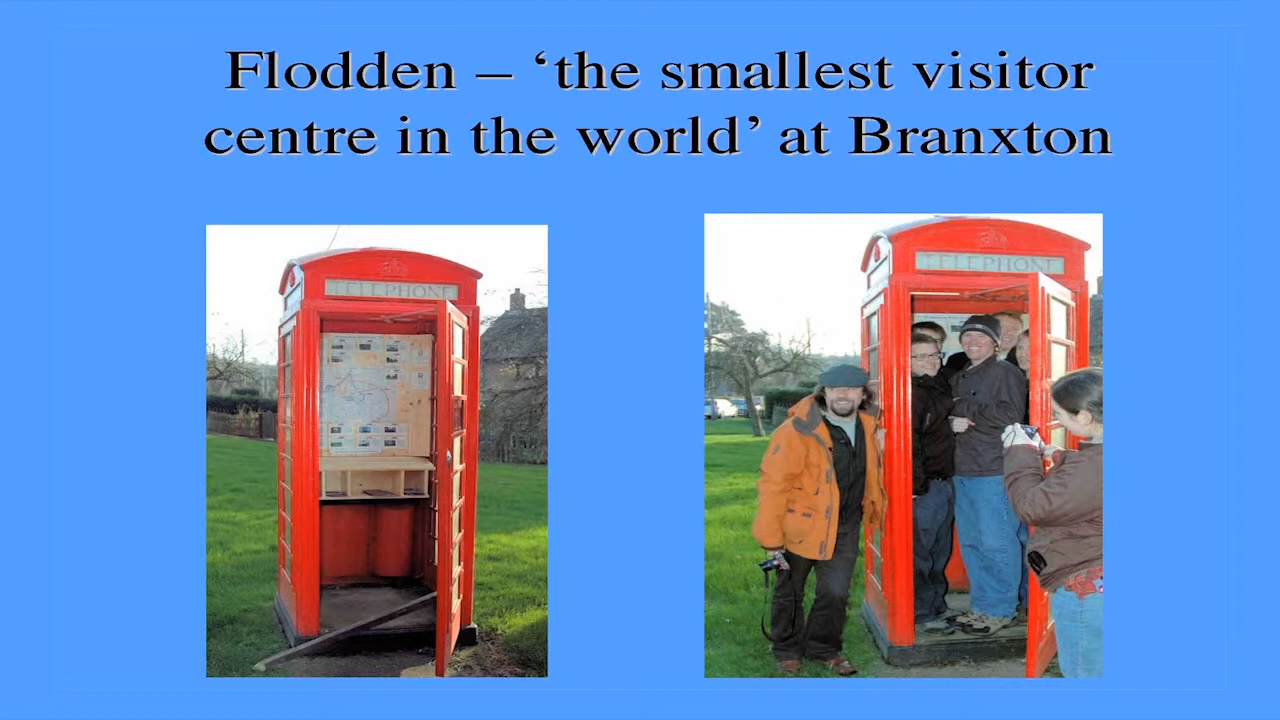 Flodden – ‘the smallest visitor
centre in the world’ at Branxton
TELEPHONE
TELEPHONE